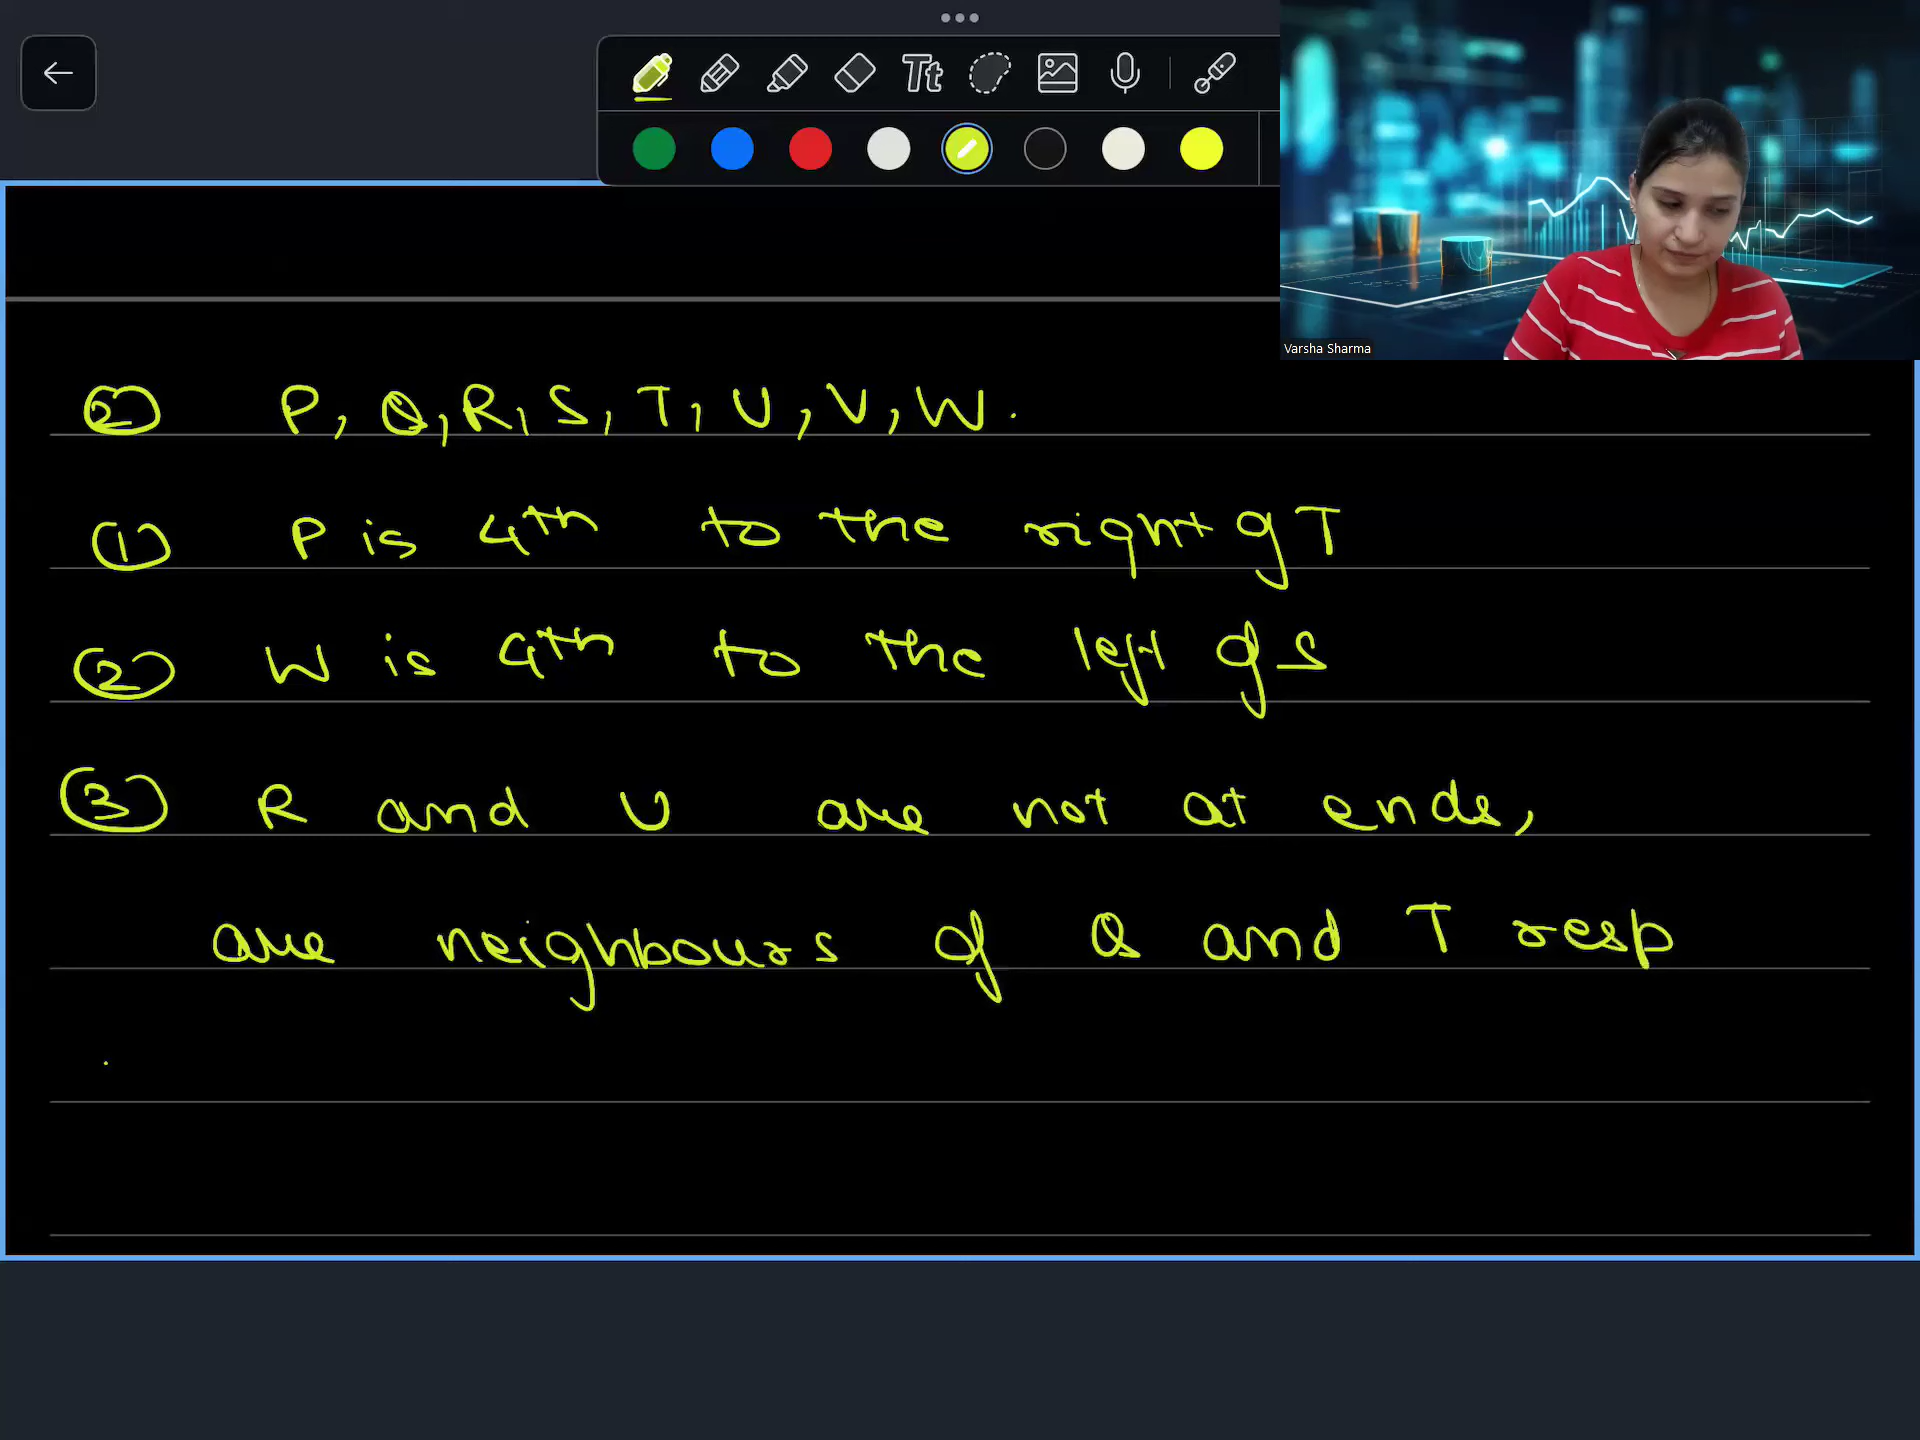 Tt
Varsha Sharma
② P, Q, R, S, T, U, V, W.
① P is 4th to the right of T
② W is 4th to the left of S
③ R and U are not at ends,
are neighbours of Q and T resp